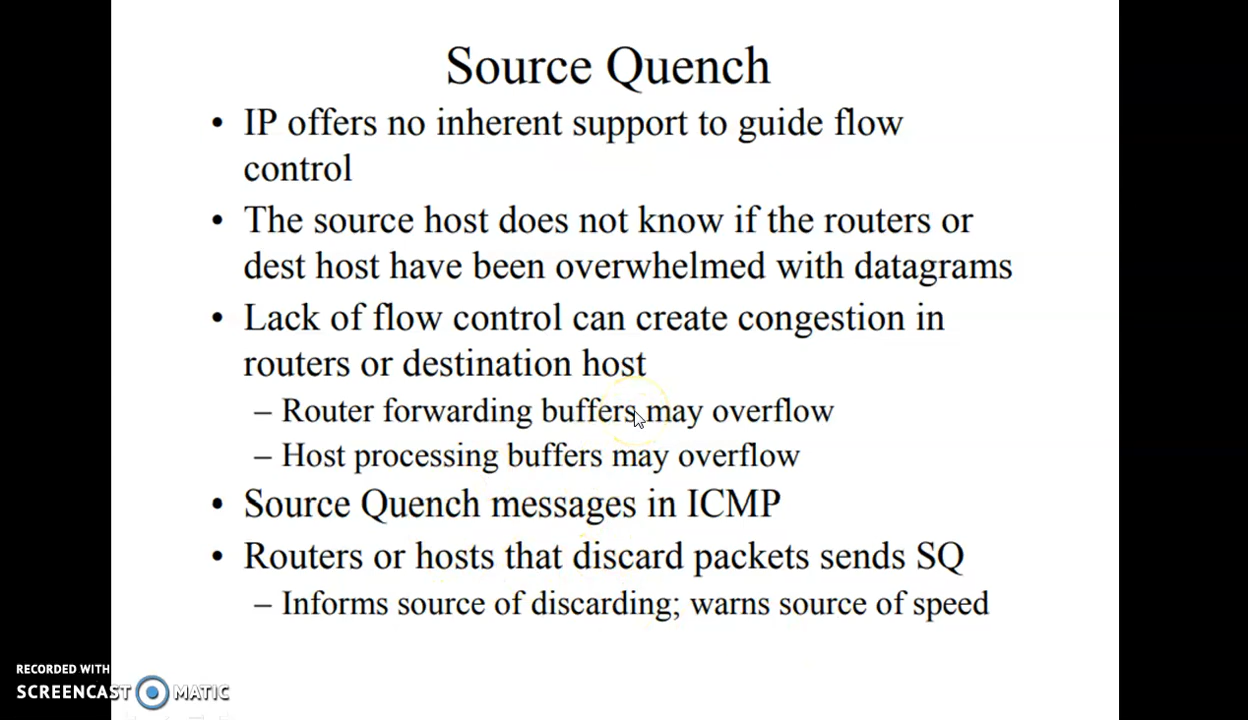 Source Quench
• IP offers no inherent support to guide flow
control
• The source host does not know if the routers or
dest host have been overwhelmed with datagrams
• Lack of flow control can create congestion in
routers or destination host
– Router forwarding buffers may overflow
– Host processing buffers may overflow
• Source Quench messages in ICMP
• Routers or hosts that discard packets sends SQ
– Informs source of discarding; warns source of speed
RECORDED WITH
SCREENCAST MATIC